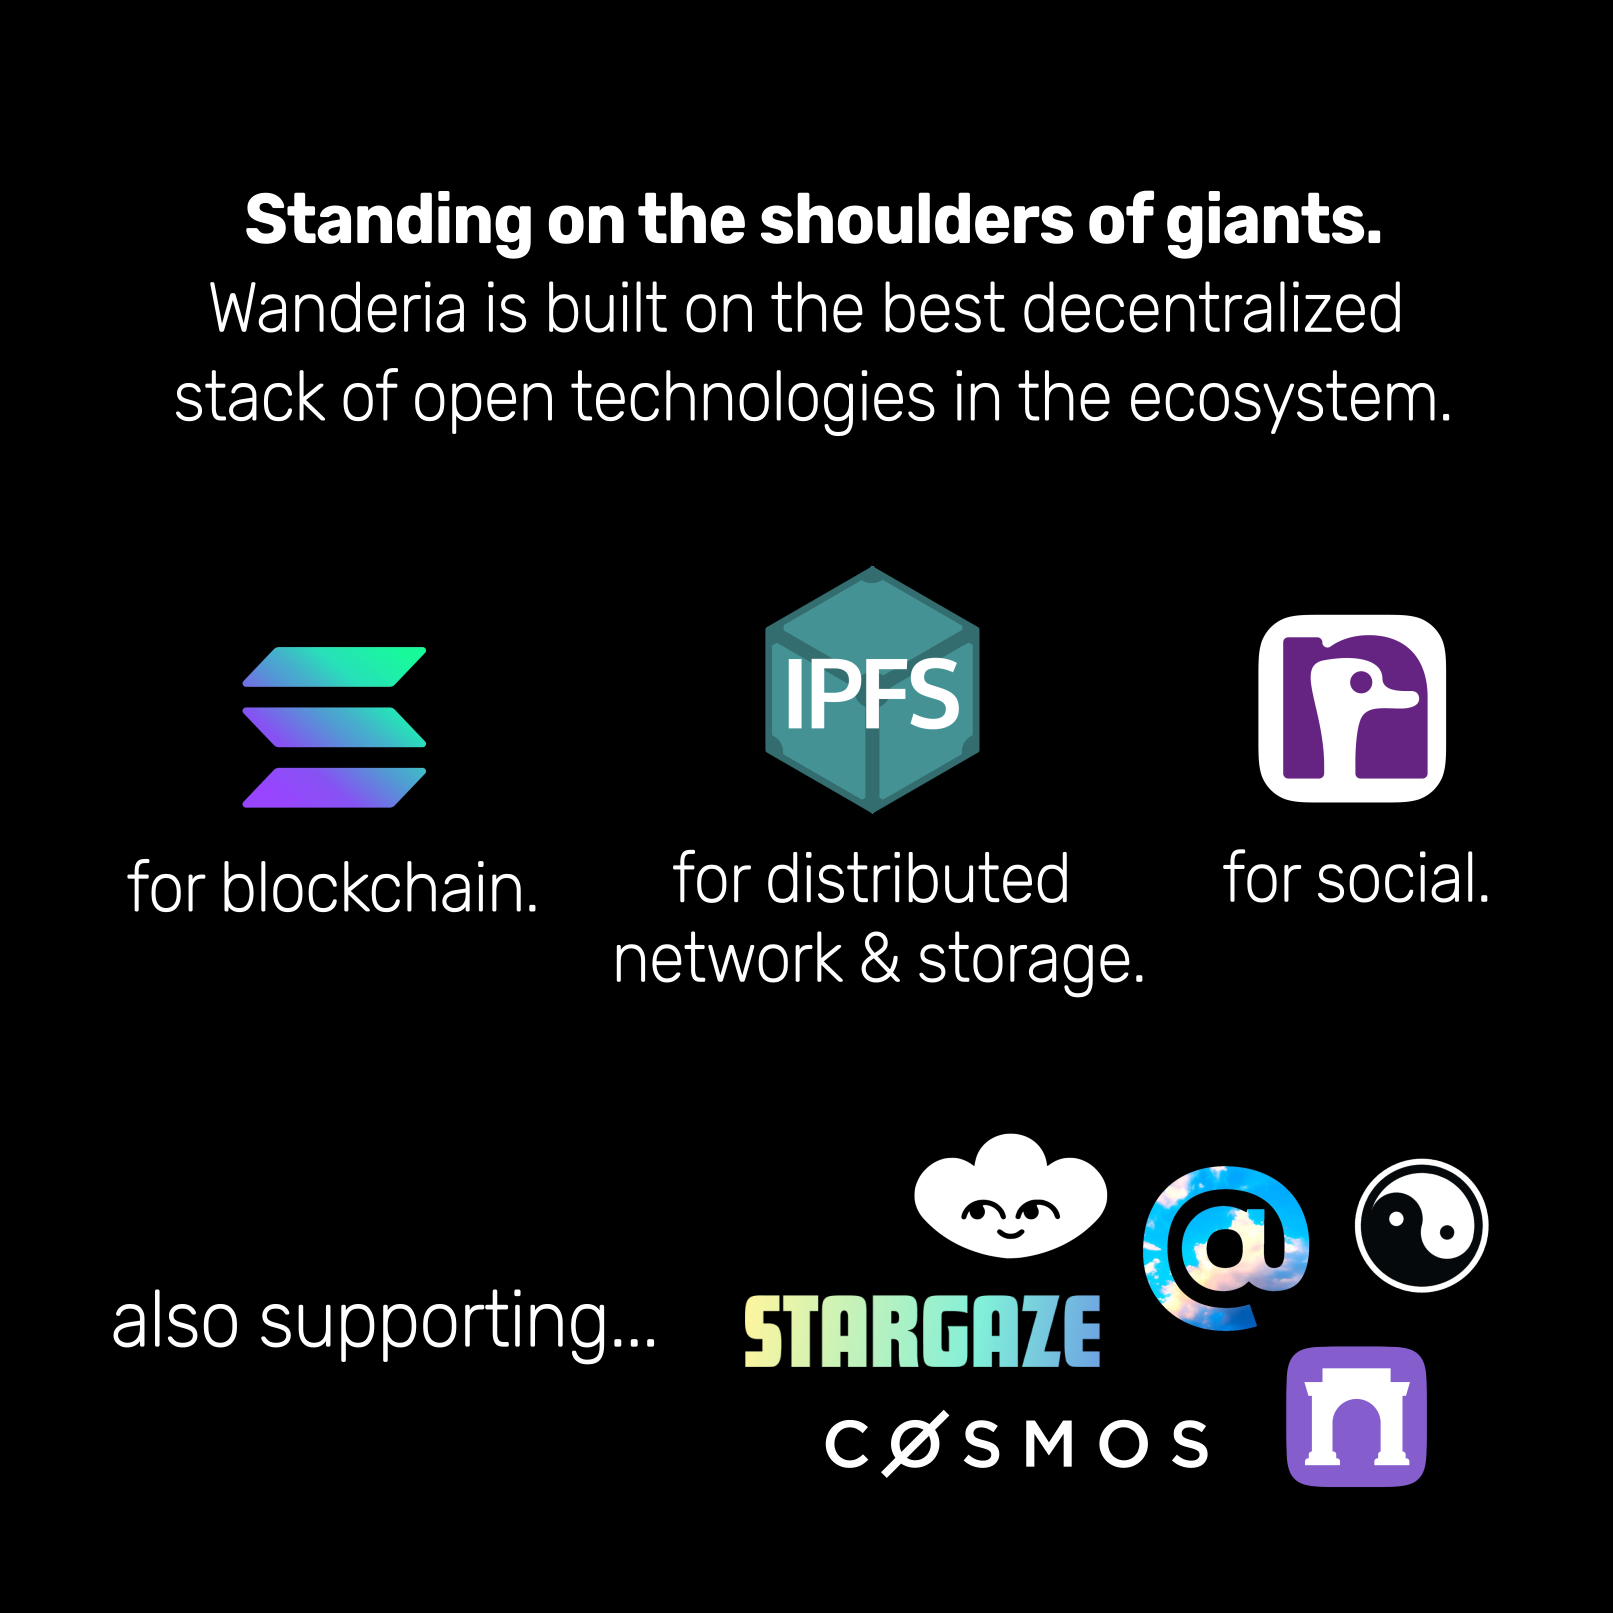 Standing on the shoulders of giants.
Wanderia is built on the best decentralized
stack of open technologies in the ecosystem.
IPFS
for blockchain.
for distributed
network & storage.
for social.
also supporting...
@
STARGAZE
CØSMOS